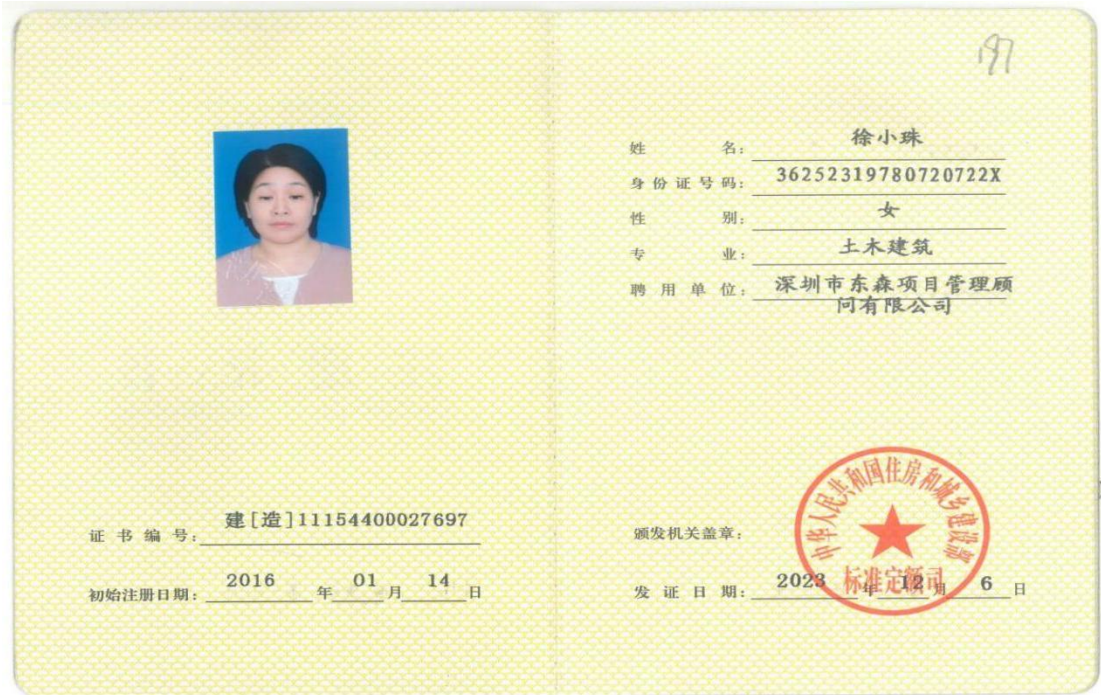 197
姓 名： 徐小珠
身份证号码： 36252319780720722X
性 别： 女
专 业： 土木建筑
聘用单位： 深圳市东森项目管理顾
问有限公司
证书编号： 建[造]11154400027697
初始注册日期： 2016 年 01 月 14 日
颁发机关盖章：
中华人民共和国住房和城乡建设部
标准定额司
发证日期： 2023 年 12 月 6 日